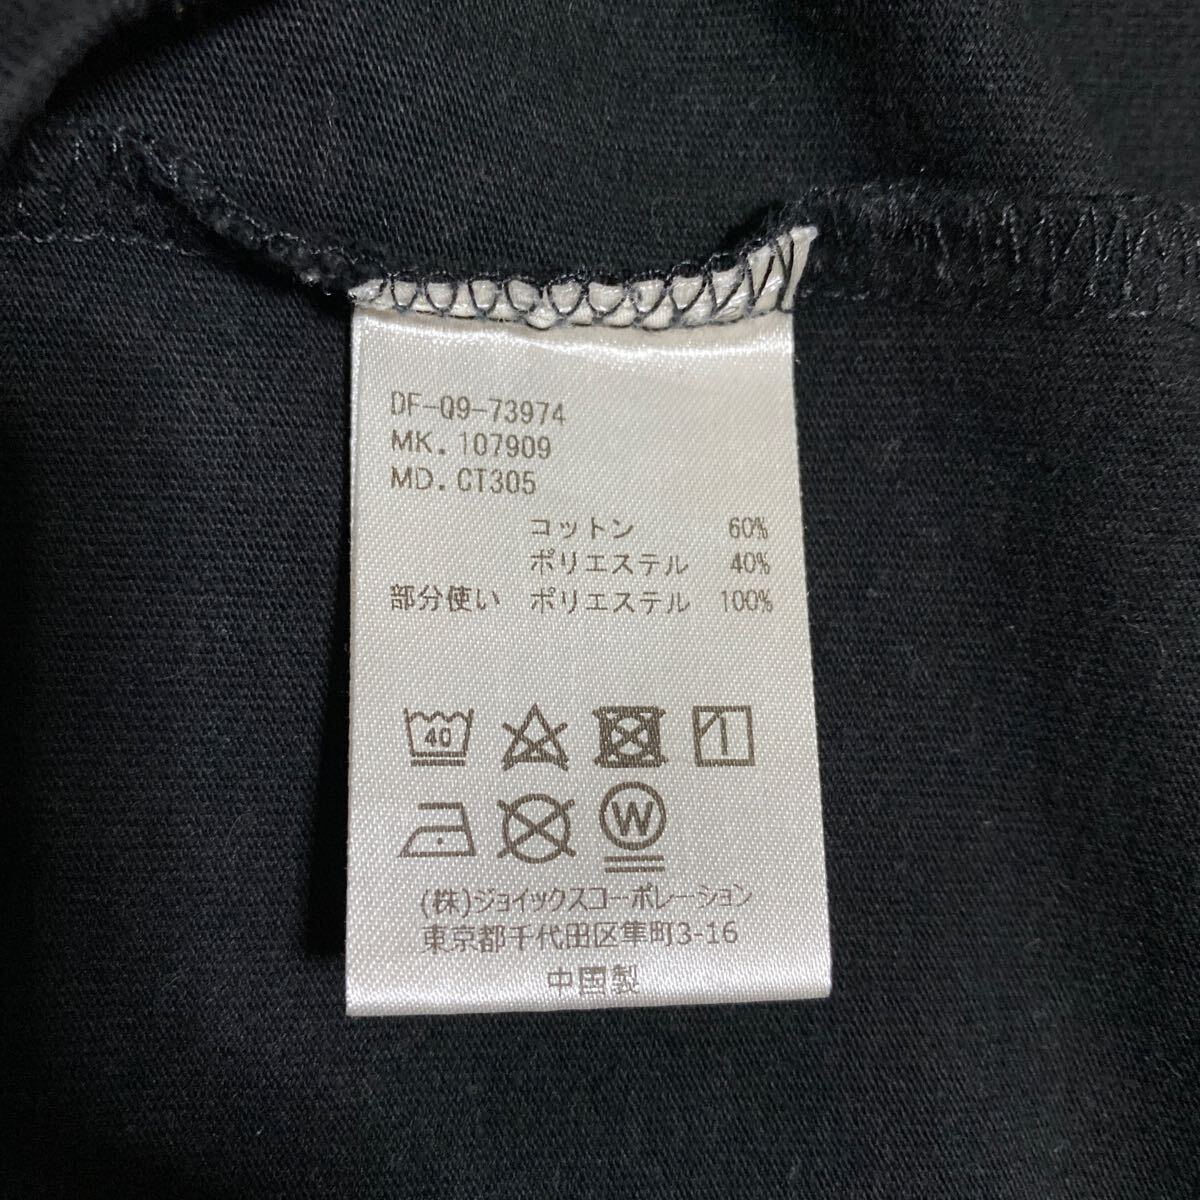 DF-Q9-73974
MK.107909
MD.CT305
コットン 60%
ポリエステル 40%
部分使い ポリエステル 100%
40
W
(株)ジョイックスコーポレーション
東京都千代田区隼町3-16
中国製